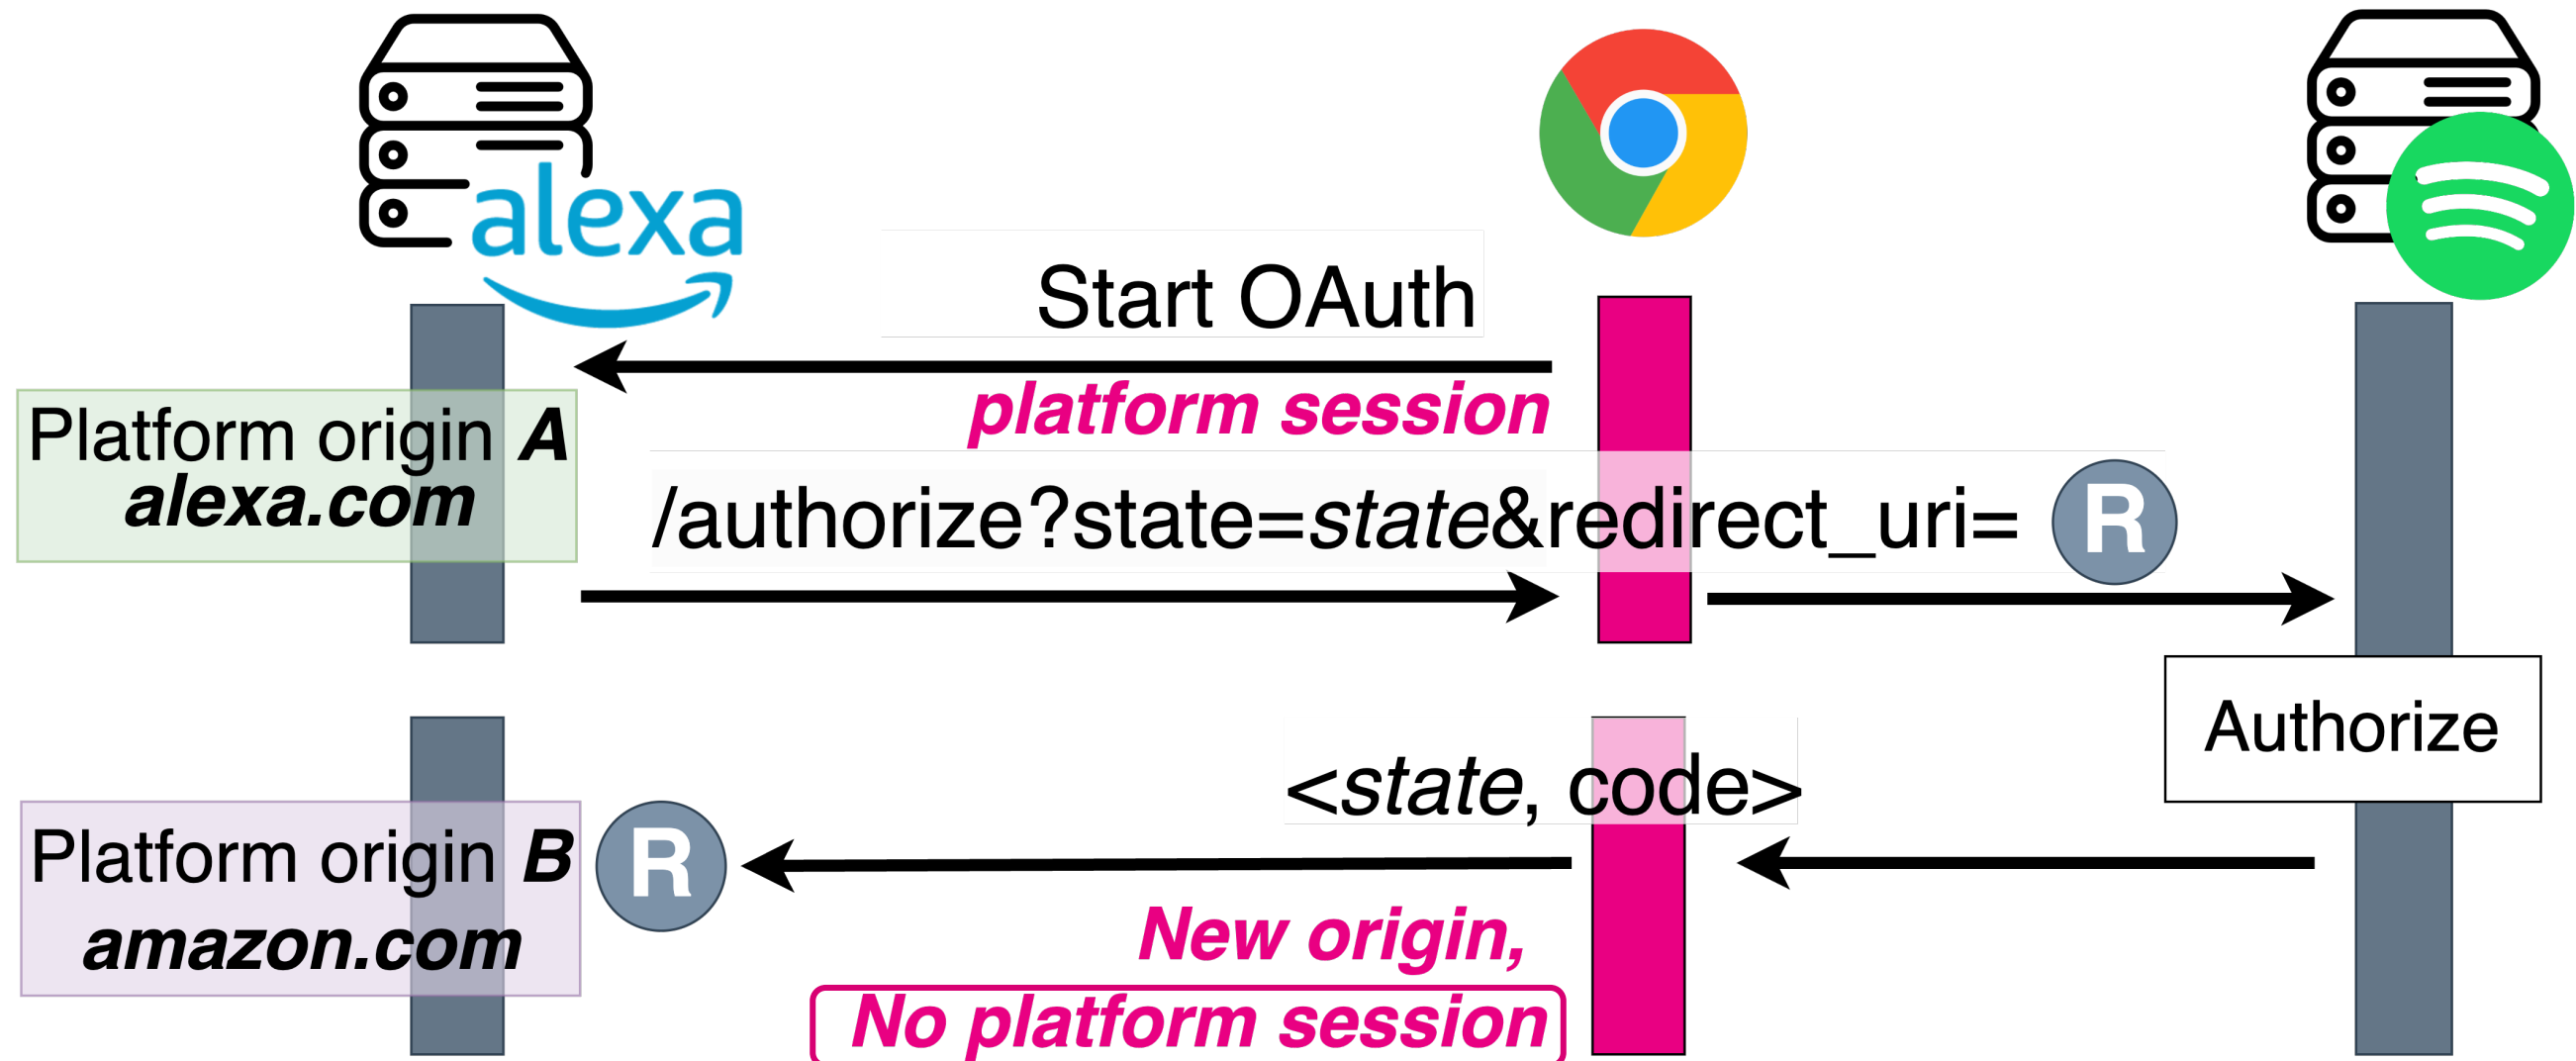 alexa
Start OAuth
platform session
Platform origin A
alexa.com
/authorize?state=state&redirect_uri= R
Authorize
<state, code>
Platform origin B R
amazon.com
New origin,
No platform session